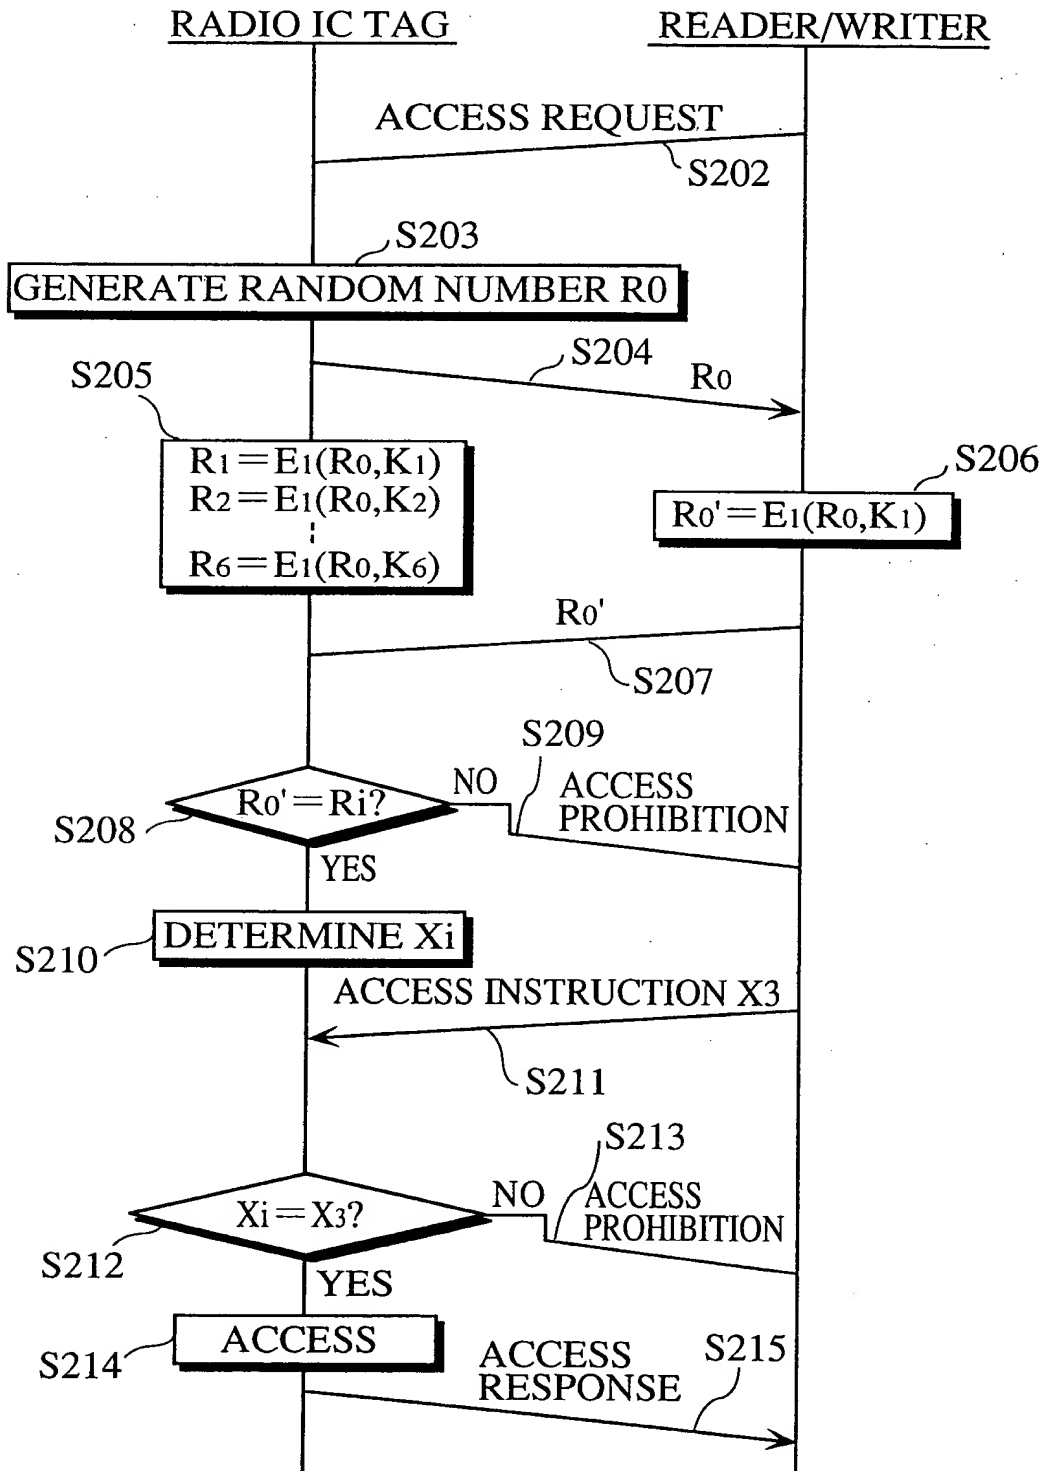 RADIO IC TAG
READER/WRITER
ACCESS REQUEST
S202
S203
GENERATE RANDOM NUMBER R0
S204
R0
S205
R1=E1(R0,K1)
R2=E1(R0,K2)
R6=E1(R0,K6)
S206
R0'=E1(R0,K1)
R0'
S207
S209
R0'=Ri?
NO
ACCESS
PROHIBITION
S208
YES
DETERMINE Xi
S210
ACCESS INSTRUCTION X3
S211
S213
Xi=X3?
NO
ACCESS
PROHIBITION
S212
YES
ACCESS
S214
ACCESS
RESPONSE
S215